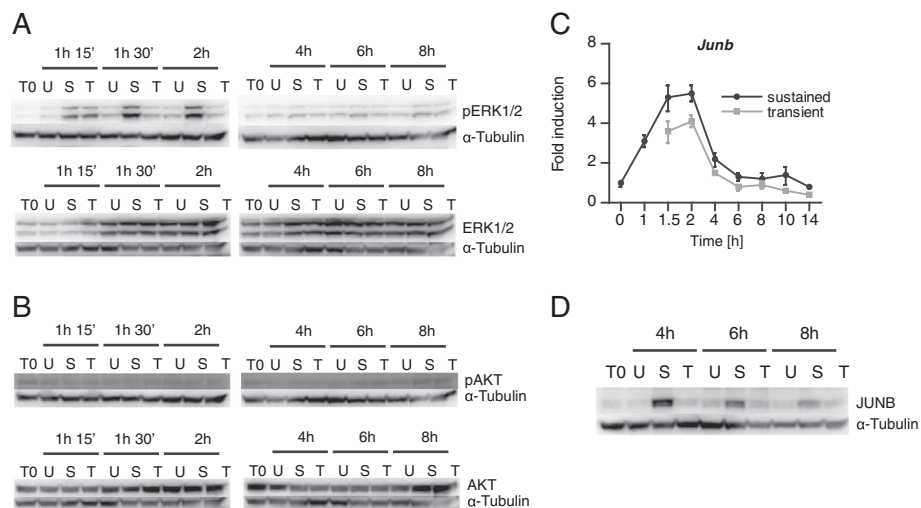 A
1h 15’ 1h 30’ 2h
T0 U S T U S T U S T
4h 6h 8h
U S T U S T U S T
pERK1/2
α-Tubulin
1h 15’ 1h 30’ 2h
T0 U S T U S T U S T
4h 6h 8h
T0 U S T U S T U S T
ERK1/2
α-Tubulin
B
1h 15’ 1h 30’ 2h
T0 U S T U S T U S T
4h 6h 8h
U S T U S T U S T
pAKT
α-Tubulin
1h 15’ 1h 30’ 2h
T0 U S T U S T U S T
4h 6h 8h
T0 U S T U S T U S T
AKT
α-Tubulin
C
Junb
8
6
4
2
0
Fold induction
sustained
transient
0 1 1.5 2 4 6 8 10 14
Time [h]
D
4h 6h 8h
T0 U S T U S T U S T
JUNB
α-Tubulin